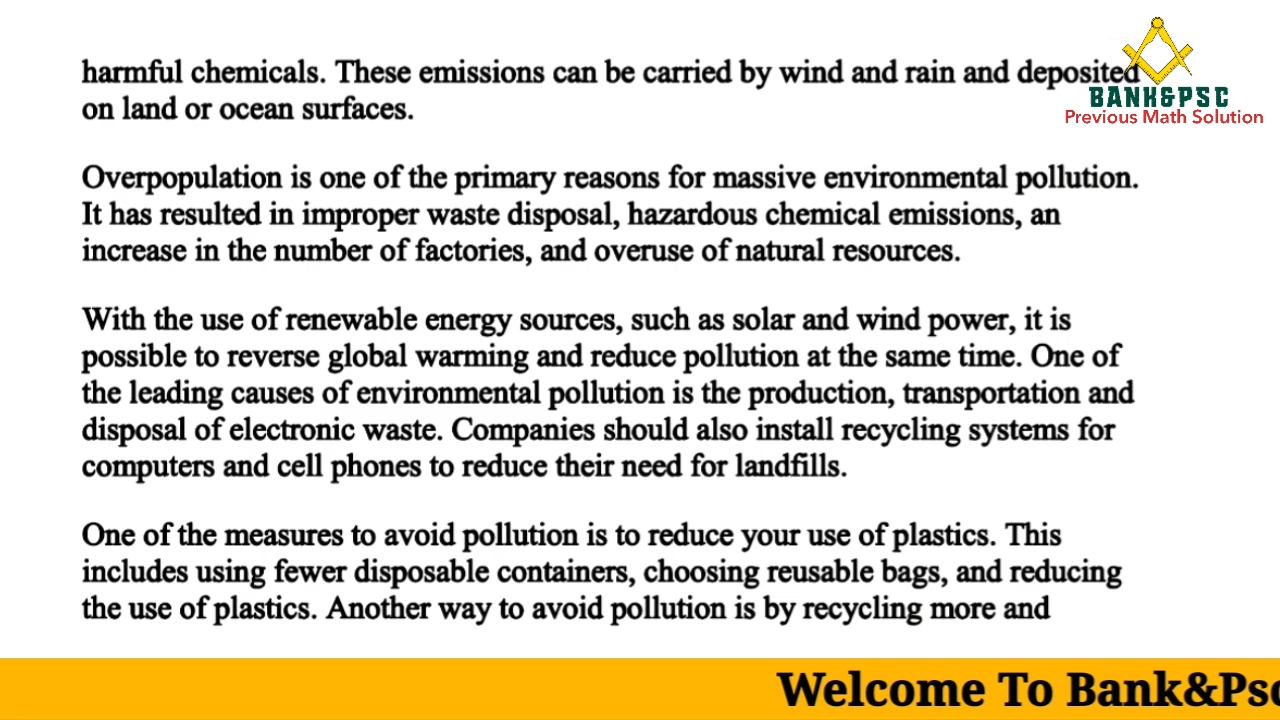 harmful chemicals. These emissions can be carried by wind and rain and deposited
on land or ocean surfaces.
BANK&PSC
Previous Math Solution
Overpopulation is one of the primary reasons for massive environmental pollution.
It has resulted in improper waste disposal, hazardous chemical emissions, an
increase in the number of factories, and overuse of natural resources.
With the use of renewable energy sources, such as solar and wind power, it is
possible to reverse global warming and reduce pollution at the same time. One of
the leading causes of environmental pollution is the production, transportation and
disposal of electronic waste. Companies should also install recycling systems for
computers and cell phones to reduce their need for landfills.
One of the measures to avoid pollution is to reduce your use of plastics. This
includes using fewer disposable containers, choosing reusable bags, and reducing
the use of plastics. Another way to avoid pollution is by recycling more and
Welcome To Bank&Psc